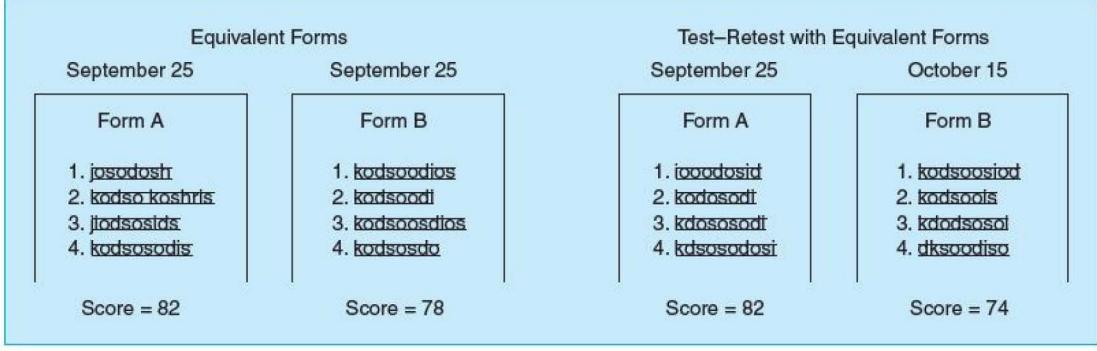 Equivalent Forms
Test–Retest with Equivalent Forms
September 25
September 25
September 25
October 15
Form A
1. josodosh
2. kodso koshris
3. jiodsosids
4. kodsosodis
Score = 82
Form B
1. kodsoodios
2. kodsoodi
3. kodsoosdios
4. kodsosdo
Score = 78
Form A
1. iooodosid
2. kodosodi
3. kdososodi
4. kdsosodosi
Score = 82
Form B
1. kodsoosiod
2. kodsoois
3. kdodsosoi
4. dksoodiso
Score = 74